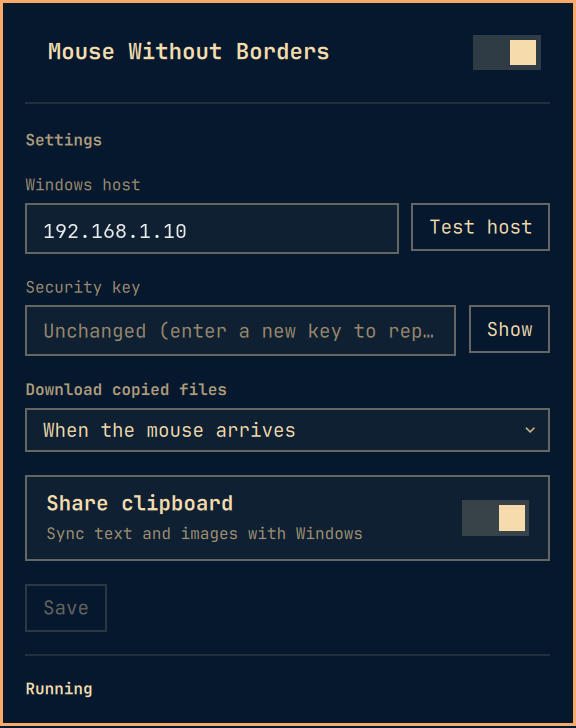 Mouse Without Borders
Settings
Windows host
192.168.1.10
Test host
Security key
Unchanged (enter a new key to rep…
Show
Download copied files
When the mouse arrives
Share clipboard
Sync text and images with Windows
Save
Running